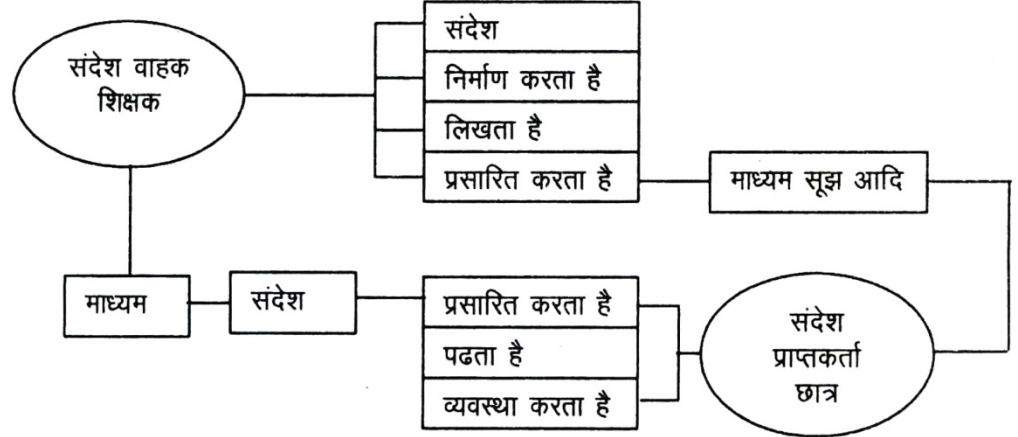 संदेश वाहक
शिक्षक
संदेश
निर्माण करता है
लिखता है
प्रसारित करता है
माध्यम सूझ आदि
माध्यम
संदेश
प्रसारित करता है
पढता है
व्यवस्था करता है
संदेश
प्राप्तकर्ता
छात्र